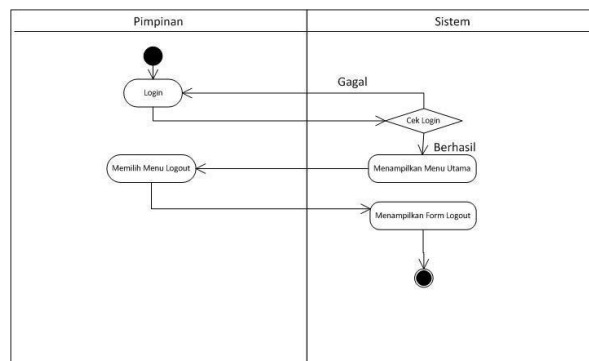 Pimpinan
Sistem
Gagal
Login
Cek Login
Berhasil
Memilih Menu Logout
Menampilkan Menu Utama
Menampilkan Form Logout